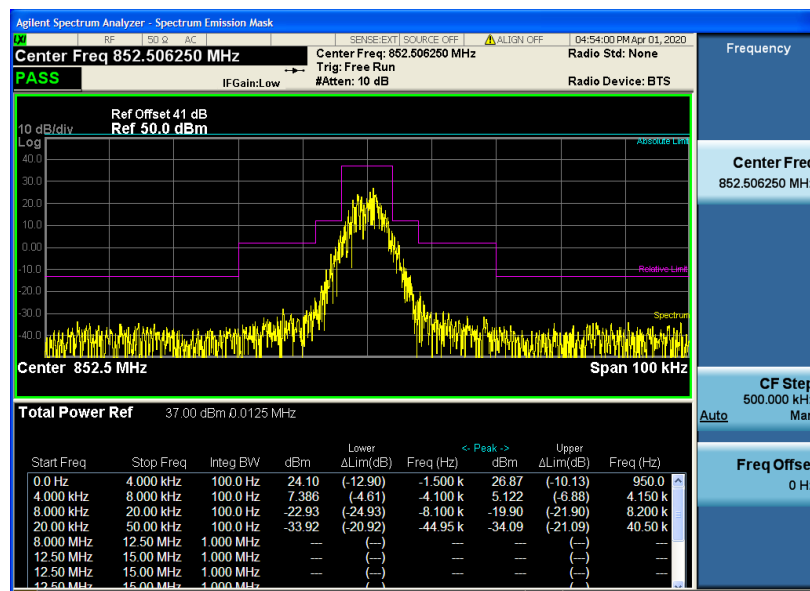 Agilent Spectrum Analyzer - Spectrum Emission Mask
LXI RF 50 Ω AC SENSE:EXT SOURCE OFF ALIGN OFF 04:54:00 PM Apr 01, 2020
Center Freq 852.506250 MHz Center Freq: 852.506250 MHz Radio Std: None
Trig: Free Run
PASS IFGain:Low #Atten: 10 dB Radio Device: BTS
Ref Offset 41 dB
10 dB/div Ref 50.0 dBm
Log Absolute Limit
40.0
30.0
20.0
10.0
0.00
-10.0 Relative Limit
-20.0
-30.0 Spectrum
-40.0
Center 852.5 MHz Span 100 kHz
Total Power Ref 37.00 dBm / 0.0125 MHz
Lower <- Peak -> Upper
Start Freq Stop Freq Integ BW dBm ΔLim(dB) Freq (Hz) dBm ΔLim(dB) Freq (Hz)
0.0 Hz 4.000 kHz 100.0 Hz 24.10 (-12.90) -1.500 k 26.87 (-10.13) 950.0
4.000 kHz 8.000 kHz 100.0 Hz 7.386 (-4.61) -4.100 k 5.122 (-6.88) 4.150 k
8.000 kHz 20.00 kHz 100.0 Hz -22.93 (-24.93) -8.100 k -19.90 (-21.90) 8.200 k
20.00 kHz 50.00 kHz 100.0 Hz -33.92 (-20.92) -44.95 k -34.09 (-21.09) 40.50 k
8.000 MHz 12.50 MHz 1.000 MHz --- (---) --- --- (---) ---
12.50 MHz 15.00 MHz 1.000 MHz --- (---) --- --- (---) ---
12.50 MHz 15.00 MHz 1.000 MHz --- (---) --- --- (---) ---
12.50 MHz 15.00 MHz 1.000 MHz
Frequency
Center Freq
852.506250 MHz
CF Step
500.000 kHz
Auto Man
Freq Offset
0 Hz